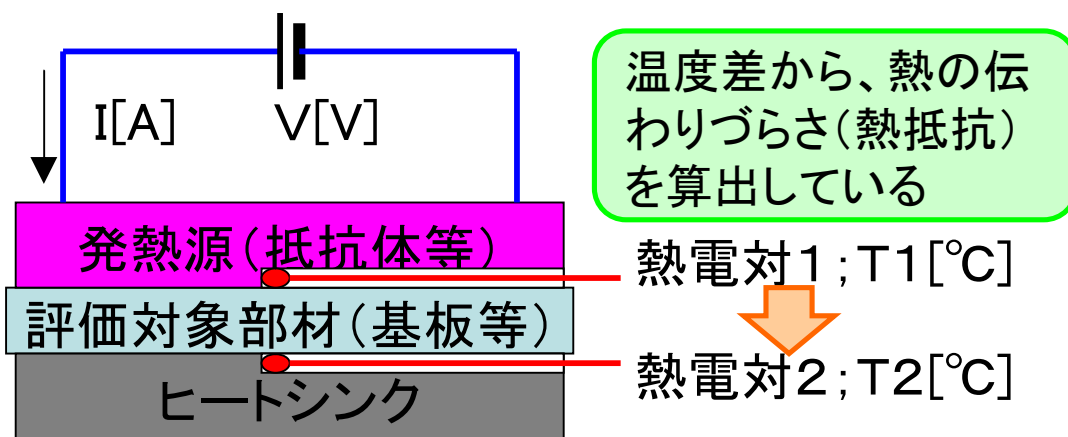 I[A]
V[V]
温度差から、熱の伝
わりづらさ(熱抵抗)
を算出している
発熱源(抵抗体等)
熱電対1;T1[℃]
評価対象部材(基板等)
熱電対2;T2[℃]
ヒートシンク